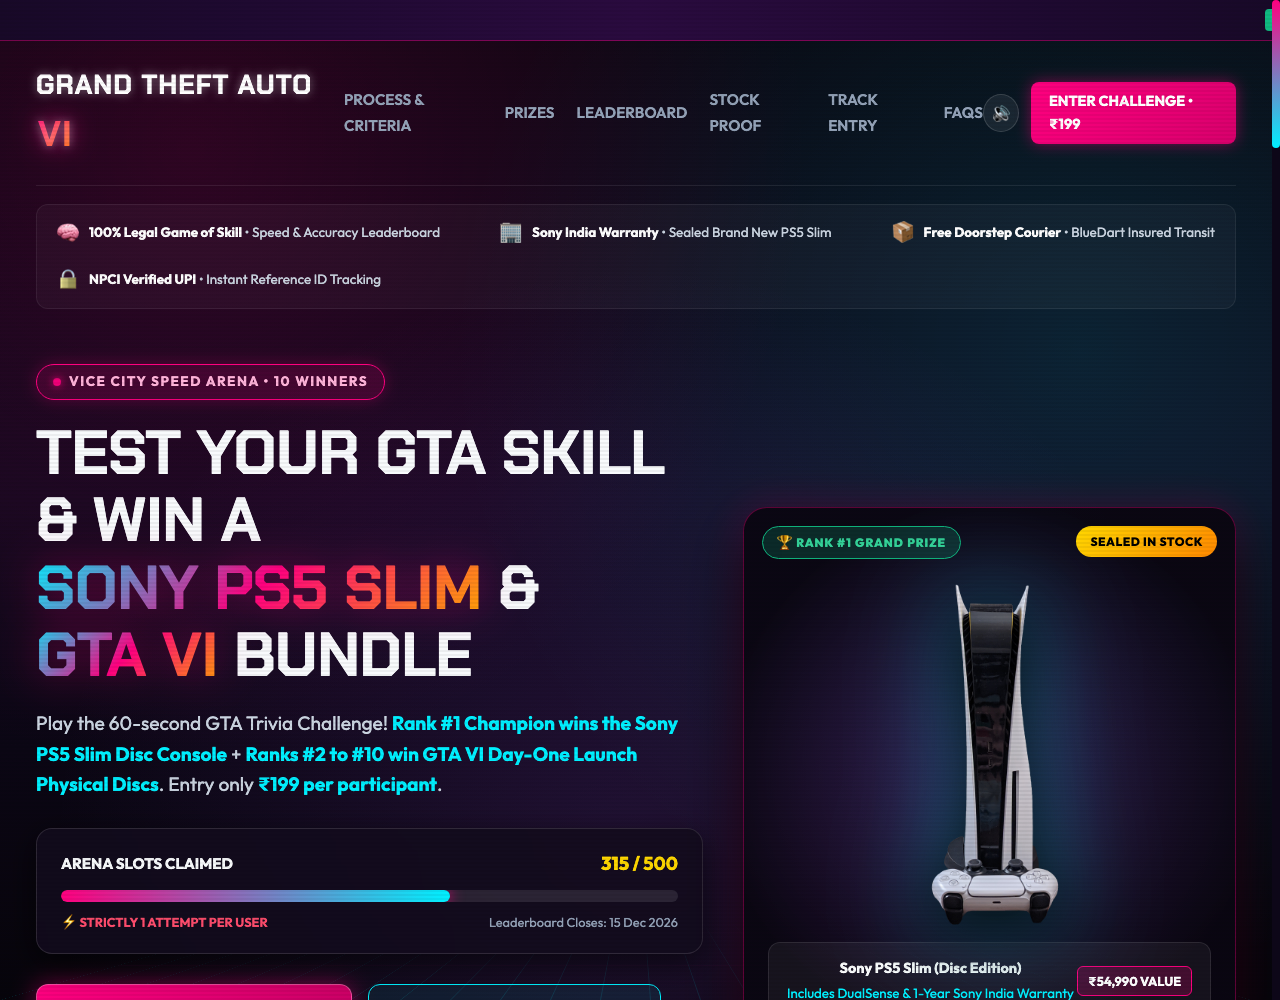 GRAND THEFT AUTO
VI
PROCESS &
CRITERIA
PRIZES
LEADERBOARD
STOCK
PROOF
TRACK
ENTRY
FAQS
ENTER CHALLENGE •
₹199
100% Legal Game of Skill • Speed & Accuracy Leaderboard
Sony India Warranty • Sealed Brand New PS5 Slim
Free Doorstep Courier • BlueDart Insured Transit
NPCI Verified UPI • Instant Reference ID Tracking
VICE CITY SPEED ARENA • 10 WINNERS
TEST YOUR GTA SKILL
& WIN A
SONY PS5 SLIM &
GTA VI BUNDLE
Play the 60-second GTA Trivia Challenge! Rank #1 Champion wins the Sony
PS5 Slim Disc Console + Ranks #2 to #10 win GTA VI Day-One Launch
Physical Discs. Entry only ₹199 per participant.
ARENA SLOTS CLAIMED
315 / 500
⚡ STRICTLY 1 ATTEMPT PER USER
Leaderboard Closes: 15 Dec 2026
🏆 RANK #1 GRAND PRIZE
SEALED IN STOCK
Sony PS5 Slim (Disc Edition)
Includes DualSense & 1-Year Sony India Warranty
₹54,990 VALUE